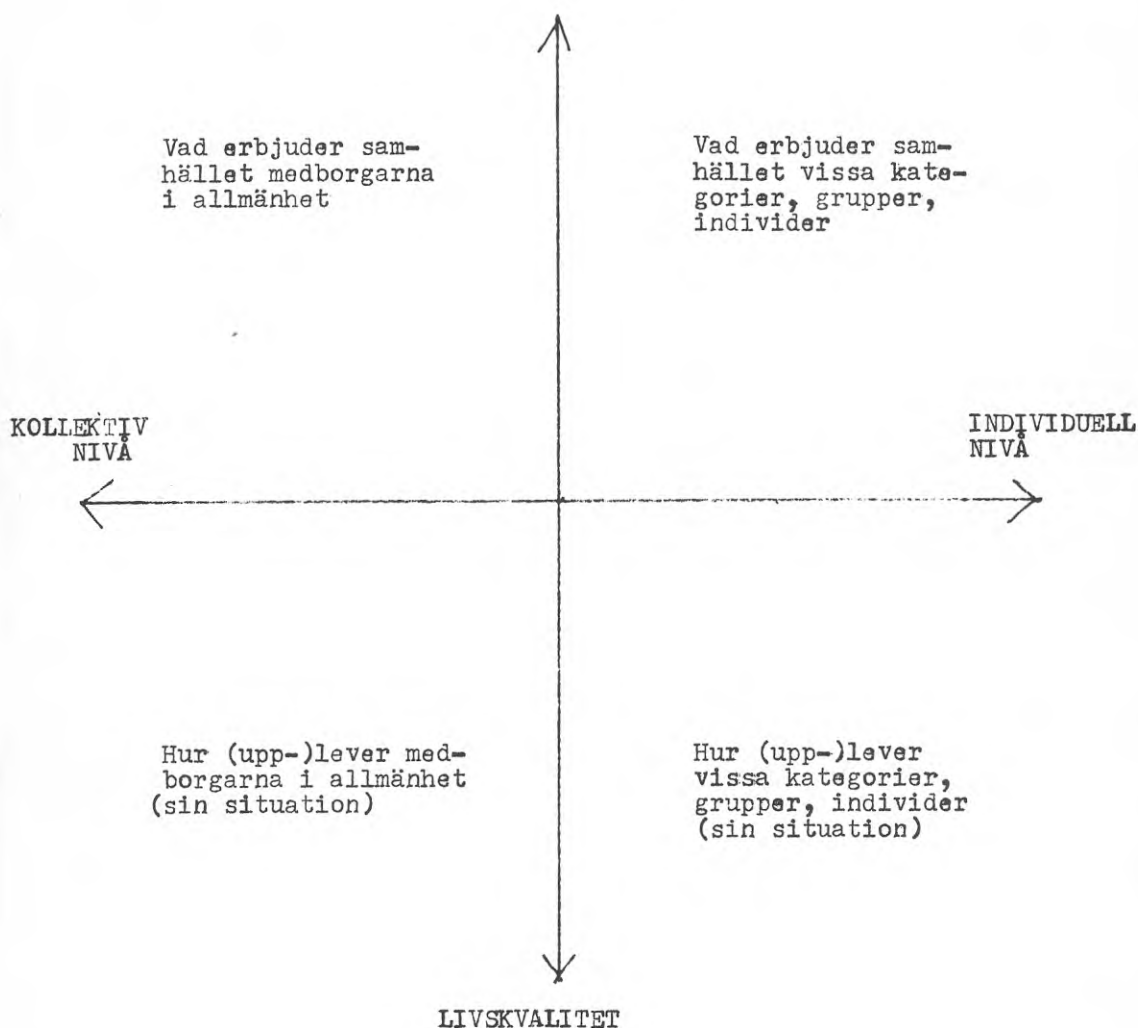 Vad erbjuder sam-
hället medborgarna
i allmänhet
Vad erbjuder sam-
hället vissa kate-
gorier, grupper,
individer
KOLLEKTIV
NIVÅ
INDIVIDUELL
NIVÅ
Hur (upp-)lever med-
borgarna i allmänhet
(sin situation)
Hur (upp-)lever
vissa kategorier,
grupper, individer
(sin situation)
LIVSKVALITET